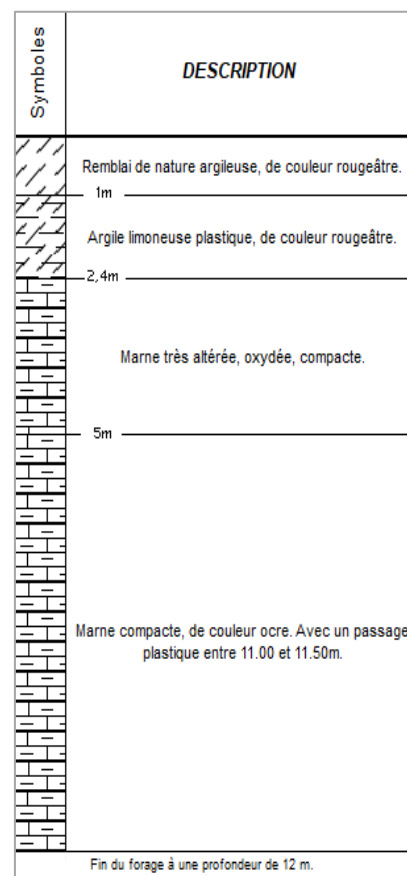 Symboles
DESCRIPTION
Remblai de nature argileuse, de couleur rougeâtre.
1m
Argile limoneuse plastique, de couleur rougeâtre.
2,4m
Marne très altérée, oxydée, compacte.
5m
Marne compacte, de couleur ocre. Avec un passage
plastique entre 11.00 et 11.50m.
Fin du forage à une profondeur de 12 m.